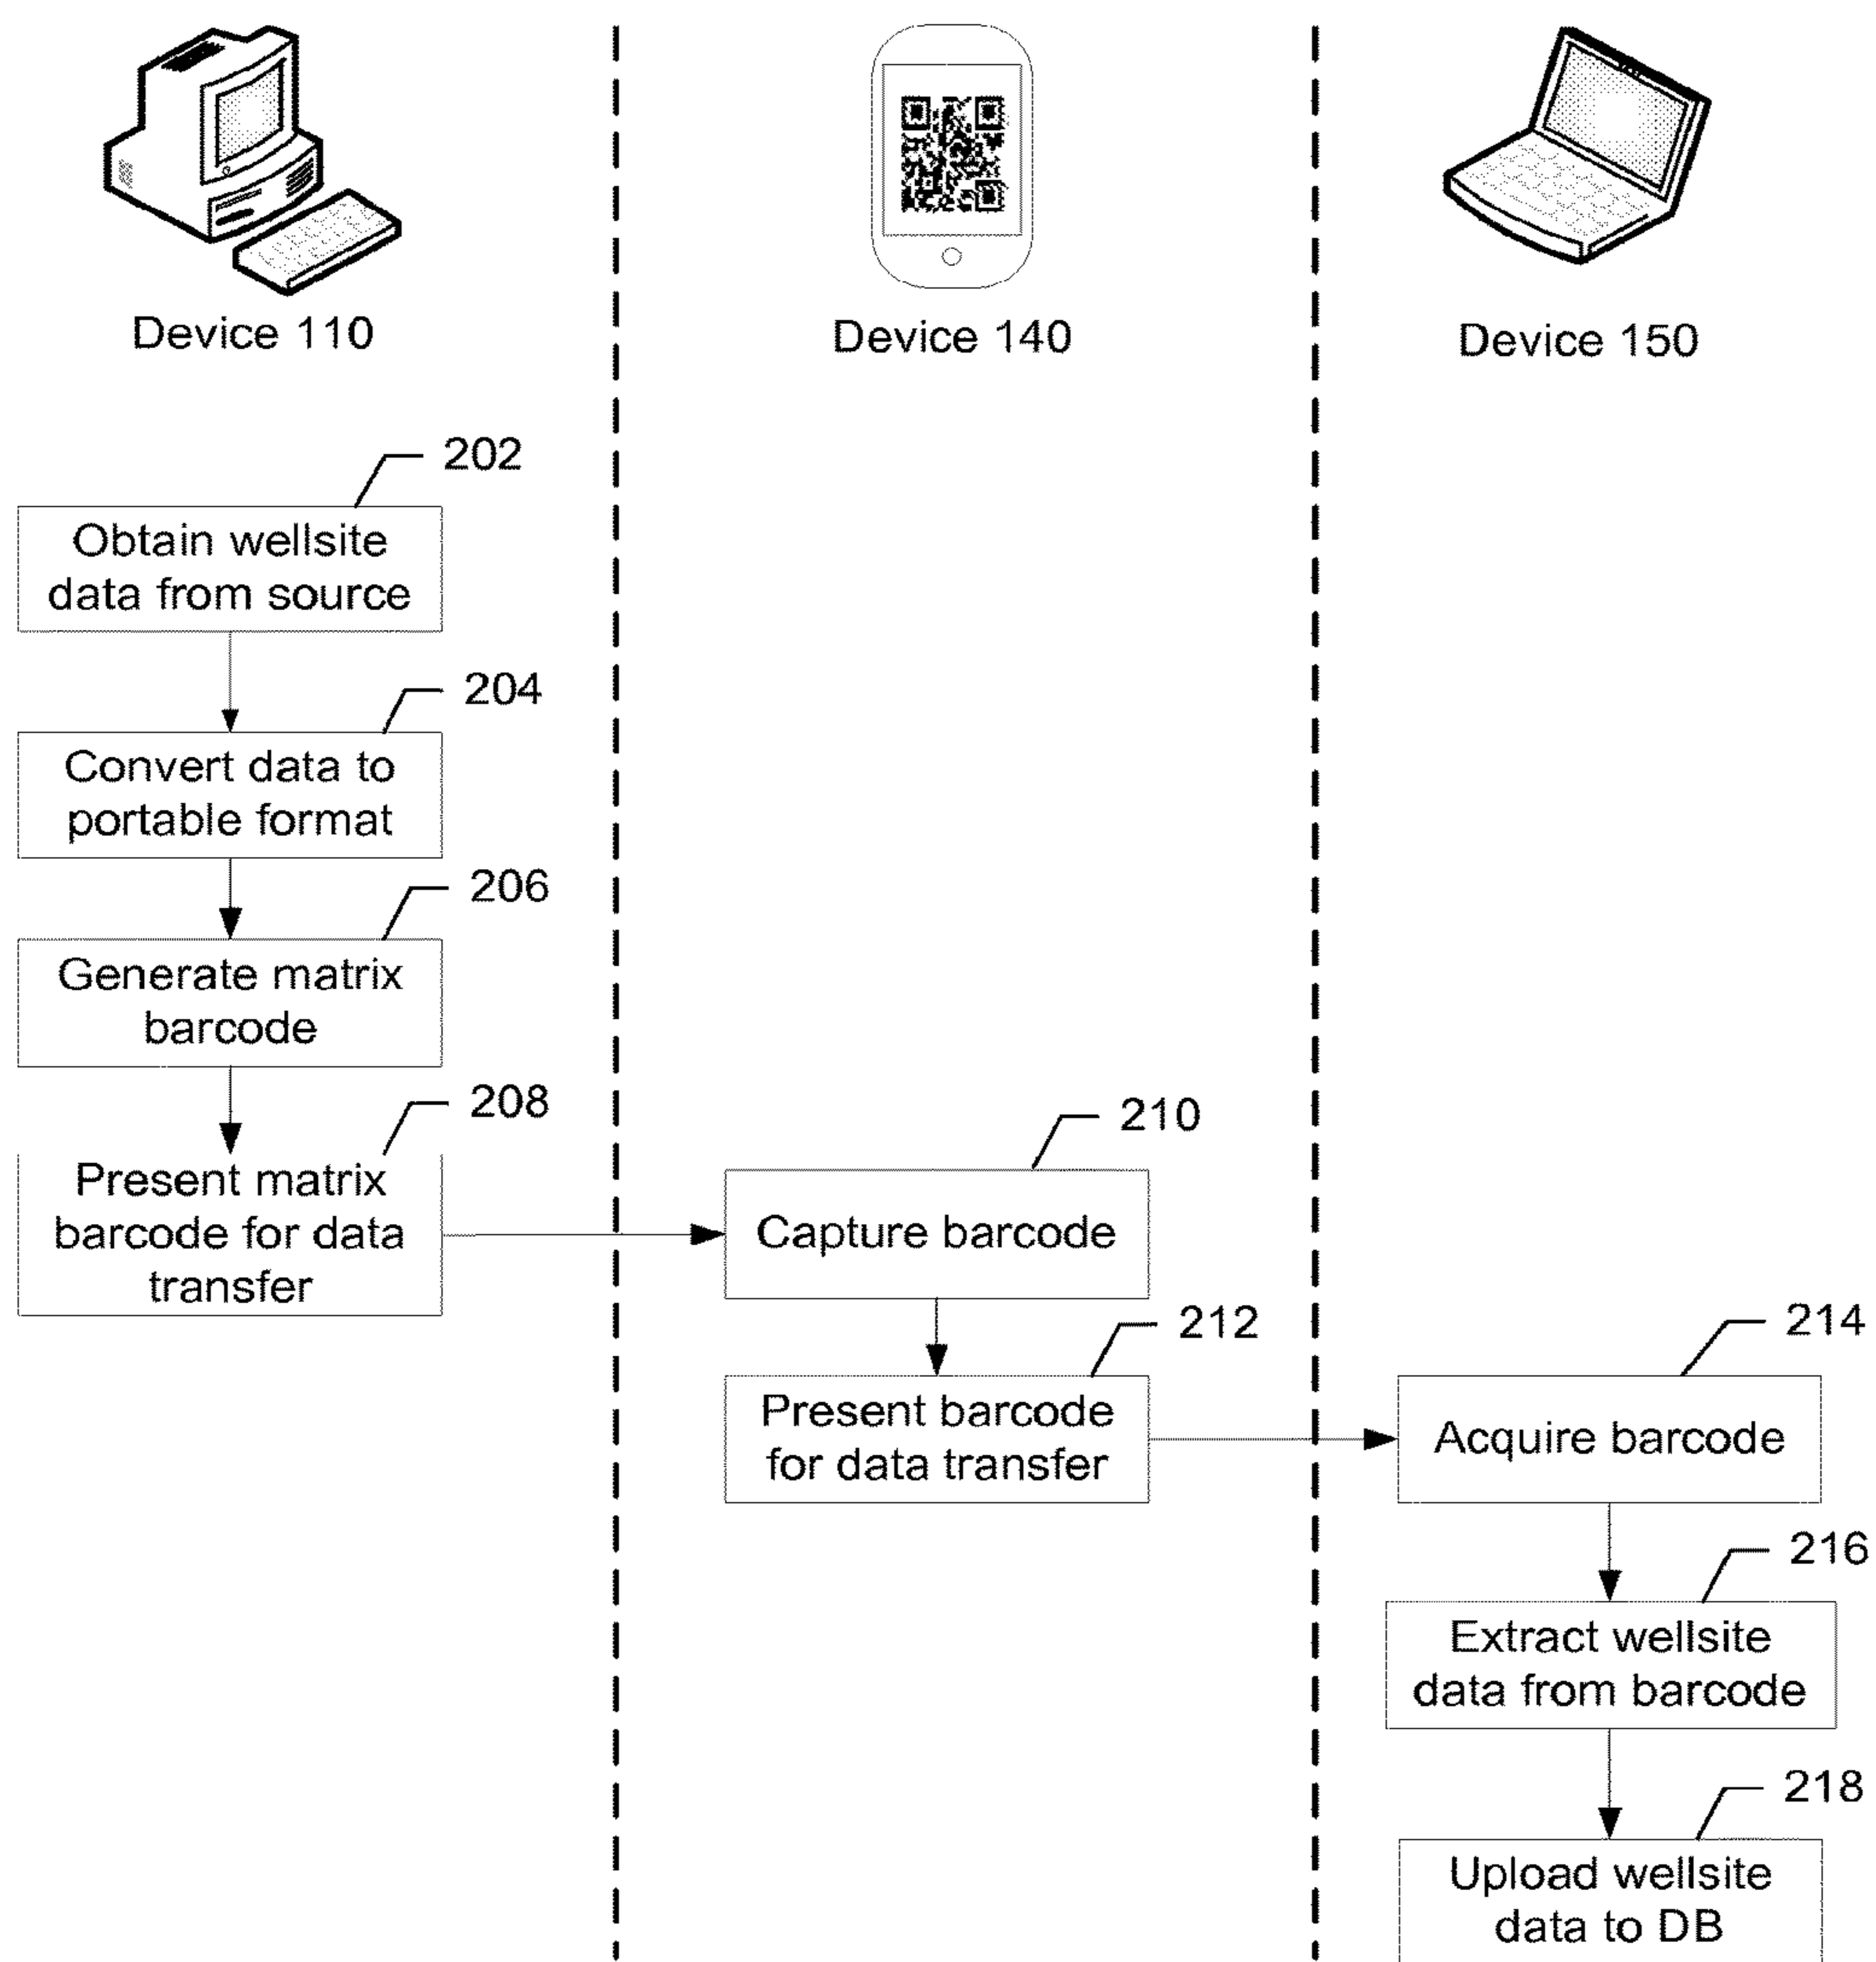 Device 110
Device 140
Device 150
202
Obtain wellsite
data from source
204
Convert data to
portable format
206
Generate matrix
barcode
208
Present matrix
barcode for data
transfer
210
Capture barcode
212
Present barcode
for data transfer
214
Acquire barcode
216
Extract wellsite
data from barcode
218
Upload wellsite
data to DB